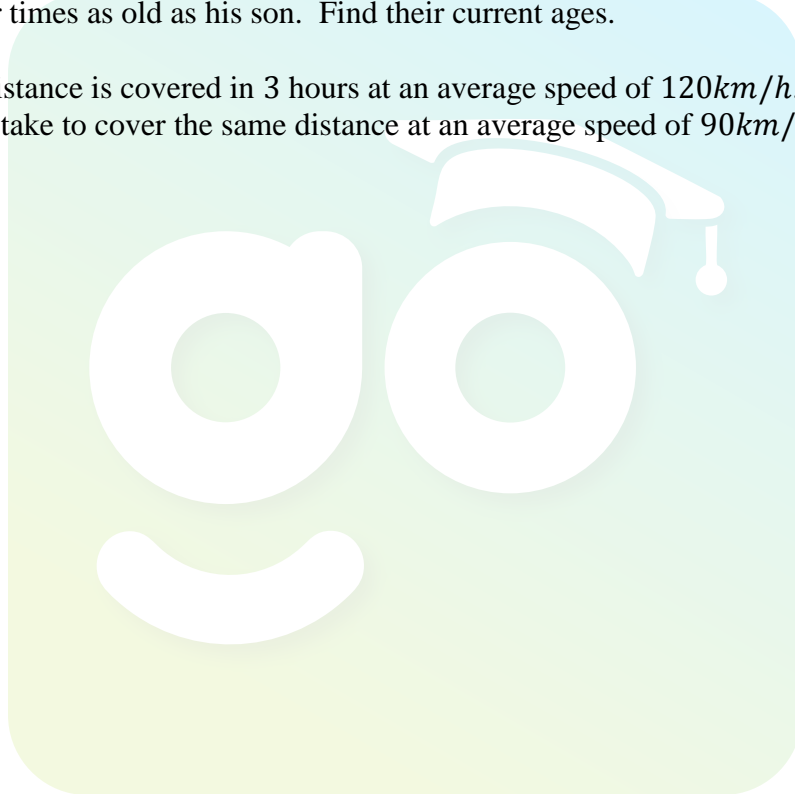 times as old as his son. Find their current ages.
stance is covered in 3 hours at an average speed of 120km/h.
take to cover the same distance at an average speed of 90km/
go